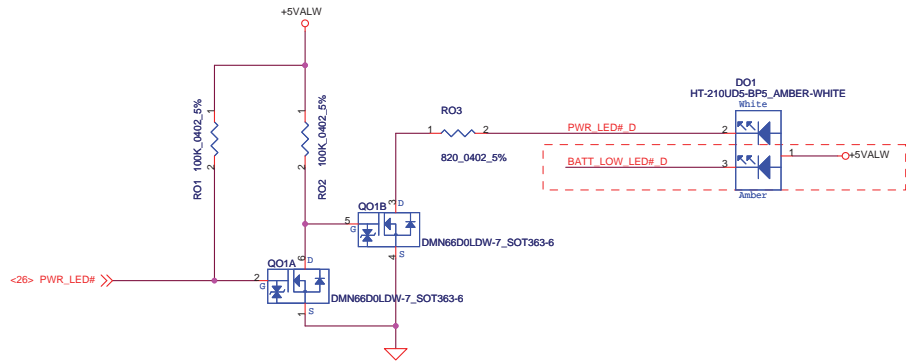 +5VALW
DO1
HT-210UD5-BP5_AMBER-WHITE
White
1
100K_0402_5%
2
RO1
1
100K_0402_5%
2
RO2
RO3
1
2
820_0402_5%
PWR_LED#_D
2
1
+5VALW
BATT_LOW_LED#_D
3
Amber
QO1B
3
D
5
G
S
4
DMN66D0LDW-7_SOT363-6
QO1A
6
D
<26> PWR_LED#
2
G
S
1
DMN66D0LDW-7_SOT363-6